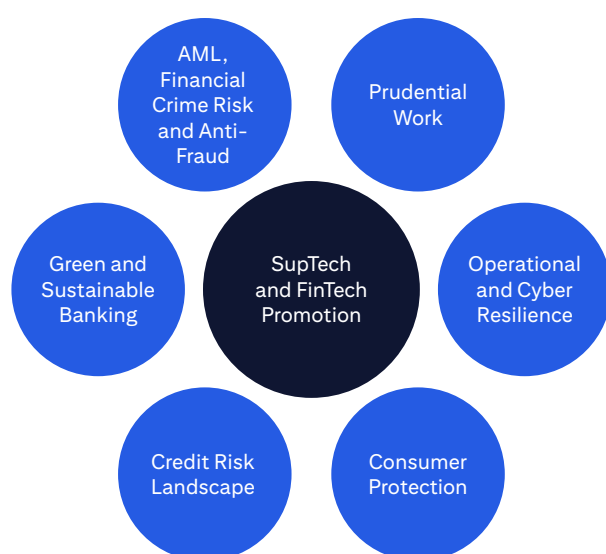 AML,
Financial
Crime Risk
and Anti-
Fraud
Prudential
Work
Green and
Sustainable
Banking
SupTech
and FinTech
Promotion
Operational
and Cyber
Resilience
Credit Risk
Landscape
Consumer
Protection